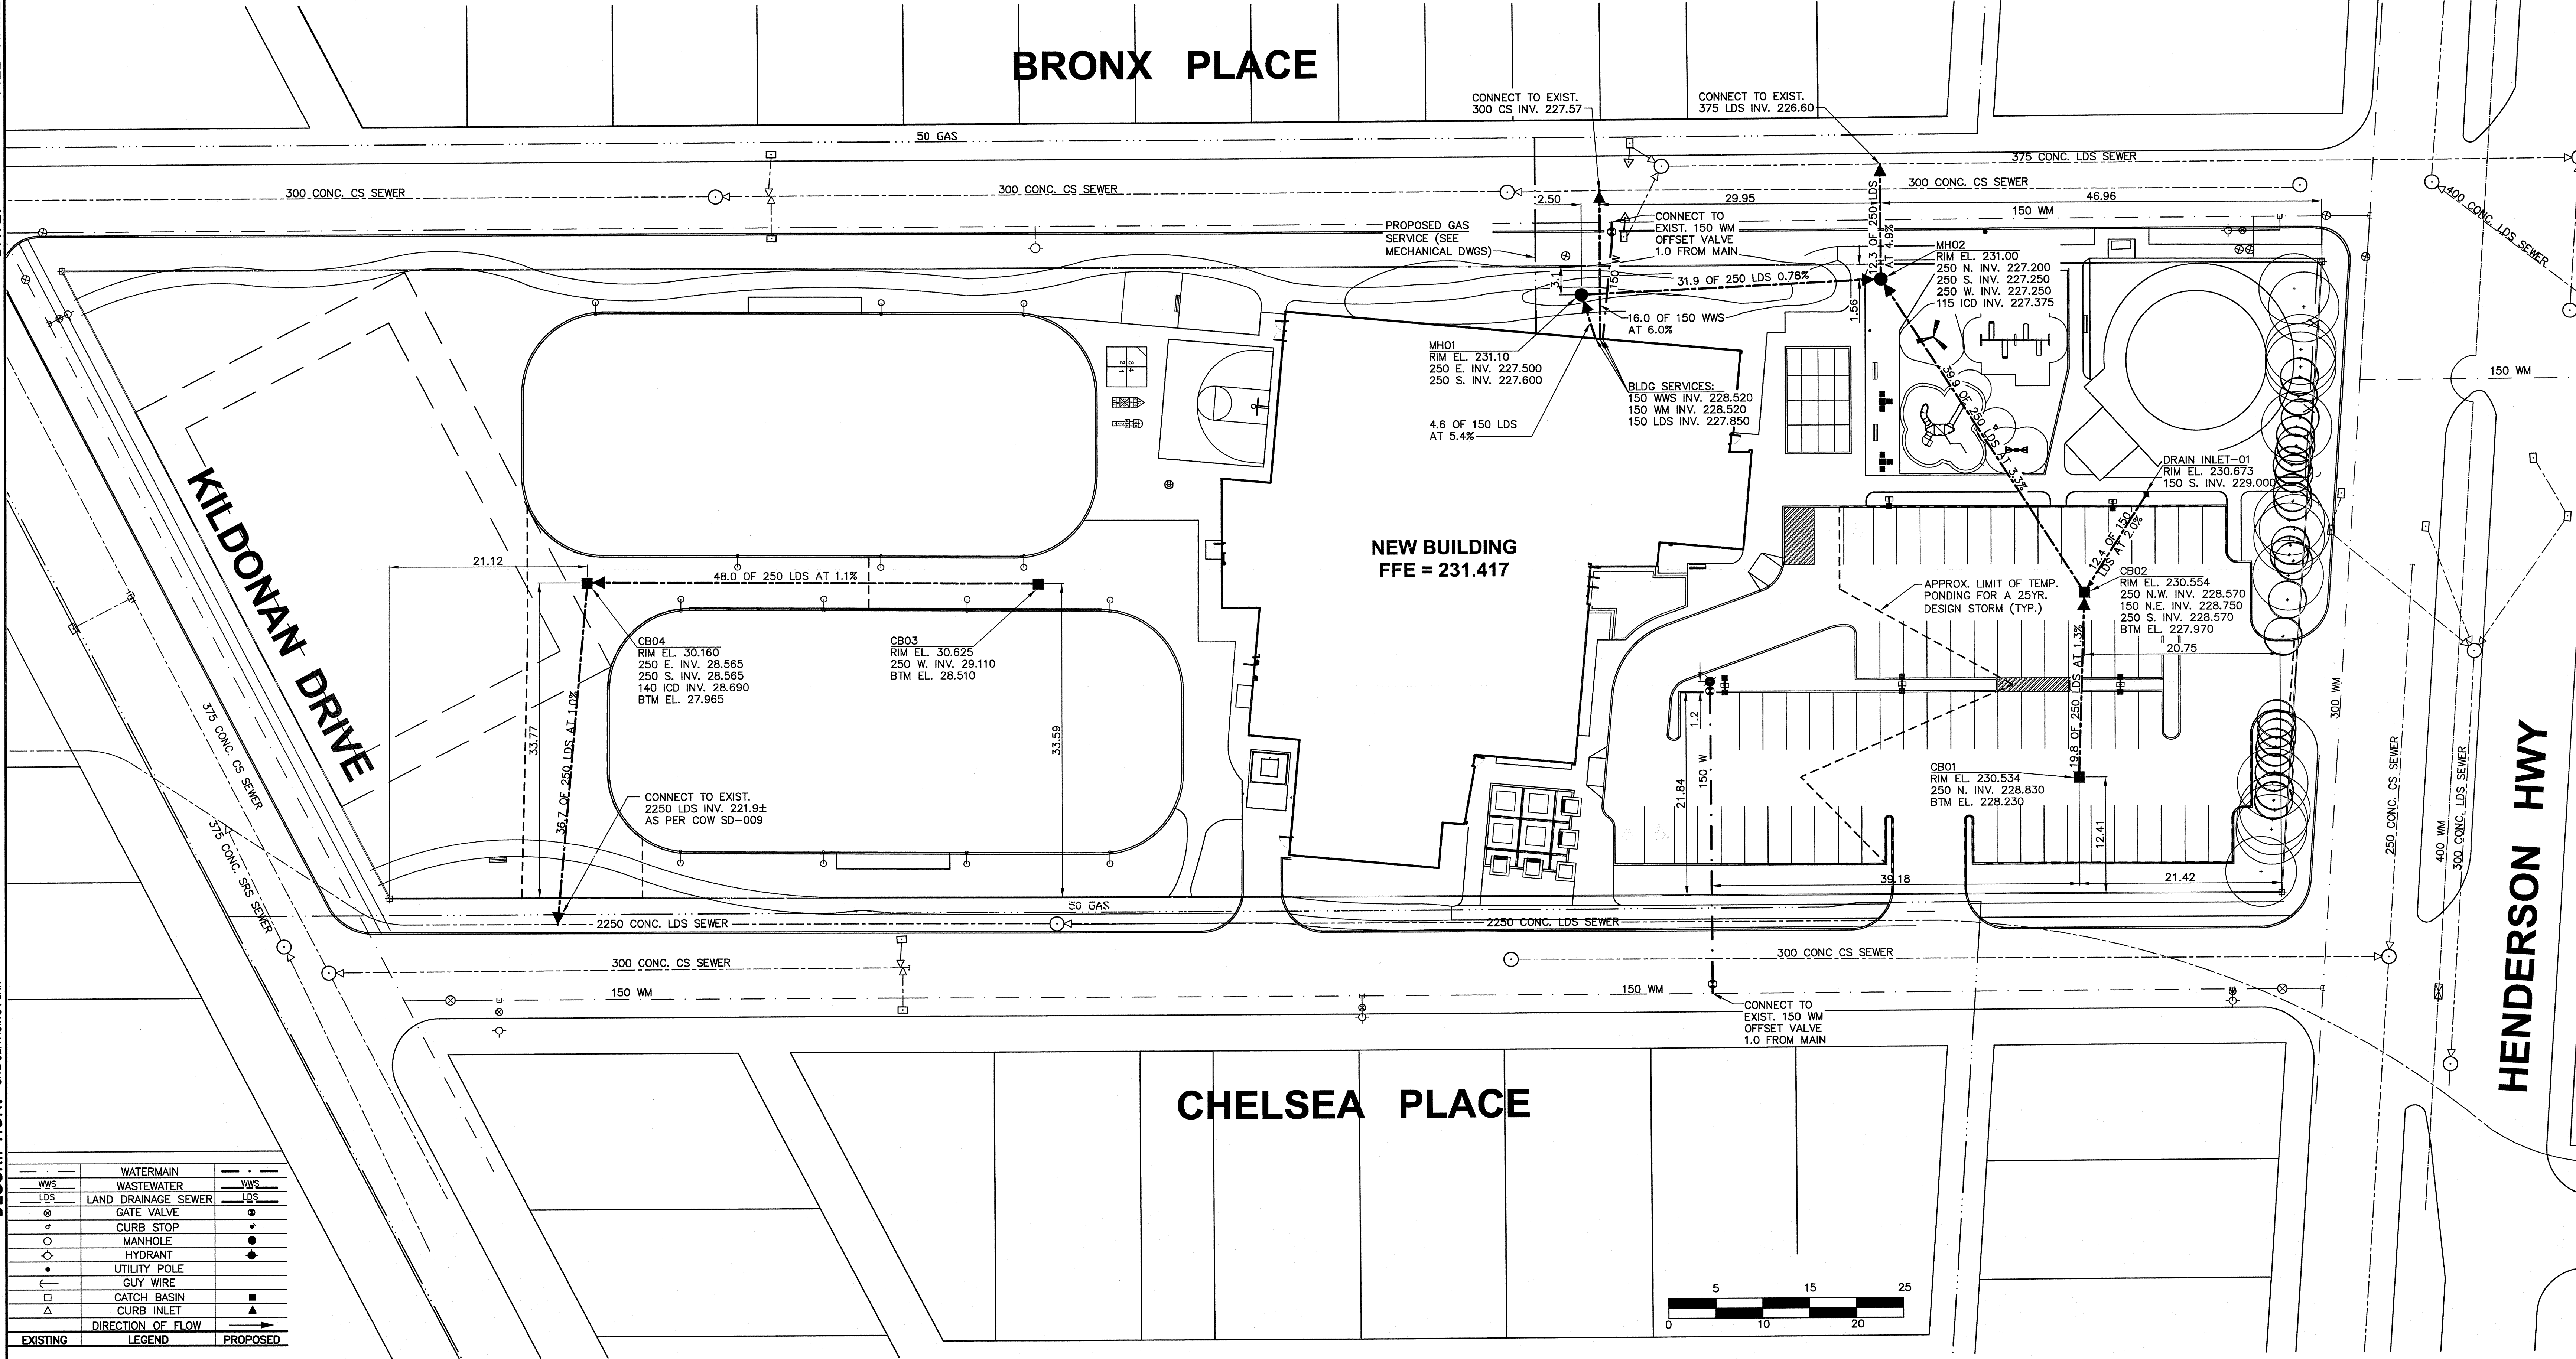 BRONX PLACE
CONNECT TO EXIST.
300 CS INV. 227.57
CONNECT TO EXIST.
375 LDS INV. 226.60
50 GAS
375 CONC. LDS SEWER
300 CONC. CS SEWER
300 CONC. CS SEWER
300 CONC. CS SEWER
400 CONC. LDS SEWER
2.50
29.95
46.96
150 WM
PROPOSED GAS
SERVICE (SEE
MECHANICAL DWGS)
CONNECT TO
EXIST. 150 WM
OFFSET VALVE
1.0 FROM MAIN
150 W
12.3 OF 250 LDS
AT 4.9%
MH02
RIM EL. 231.00
250 N. INV. 227.200
250 S. INV. 227.250
250 W. INV. 227.250
115 ICD INV. 227.375
3.1
31.9 OF 250 LDS 0.78%
1.56
16.0 OF 150 WWS
AT 6.0%
MH01
RIM EL. 231.10
250 E. INV. 227.500
250 S. INV. 227.600
BLDG SERVICES:
150 WWS INV. 228.520
150 WM INV. 228.520
150 LDS INV. 227.850
4.6 OF 150 LDS
AT 5.4%
39.9 OF 250 LDS AT 3.3%
150 WM
3 4
2 1
DRAIN INLET-01
RIM EL. 230.673
150 S. INV. 229.000
12.4 OF 150
LDS AT 2.0%
KILDONAN DRIVE
NEW BUILDING
FFE = 231.417
21.12
48.0 OF 250 LDS AT 1.1%
APPROX. LIMIT OF TEMP.
PONDING FOR A 25YR.
DESIGN STORM (TYP.)
CB02
RIM EL. 230.554
250 N.W. INV. 228.570
150 N.E. INV. 228.750
250 S. INV. 228.570
BTM EL. 227.970
CB04
RIM EL. 30.160
250 E. INV. 28.565
250 S. INV. 28.565
140 ICD INV. 28.690
BTM EL. 27.965
CB03
RIM EL. 30.625
250 W. INV. 29.110
BTM EL. 28.510
20.75
19.8 OF 250 LDS AT 1.3%
300 WM
33.77
36.7 OF 250 LDS AT 1.0%
33.59
1.2
21.84
150 W
CB01
RIM EL. 230.534
250 N. INV. 228.830
BTM EL. 228.230
12.41
CONNECT TO EXIST.
2250 LDS INV. 221.9±
AS PER COW SD-009
375 CONC. CS SEWER
375 CONC. SRS SEWER
250 CONC. CS SEWER
400 WM
300 CONC. LDS SEWER
HENDERSON HWY
39.18
21.42
50 GAS
2250 CONC. LDS SEWER
2250 CONC. LDS SEWER
300 CONC. CS SEWER
300 CONC CS SEWER
150 WM
150 WM
CONNECT TO
EXIST. 150 WM
OFFSET VALVE
1.0 FROM MAIN
CHELSEA PLACE
WATERMAIN
WWS WASTEWATER WWS
LDS LAND DRAINAGE SEWER LDS
GATE VALVE
CURB STOP
MANHOLE
HYDRANT
UTILITY POLE
GUY WIRE
CATCH BASIN
CURB INLET
DIRECTION OF FLOW
EXISTING LEGEND PROPOSED
5 15 25
0 10 20